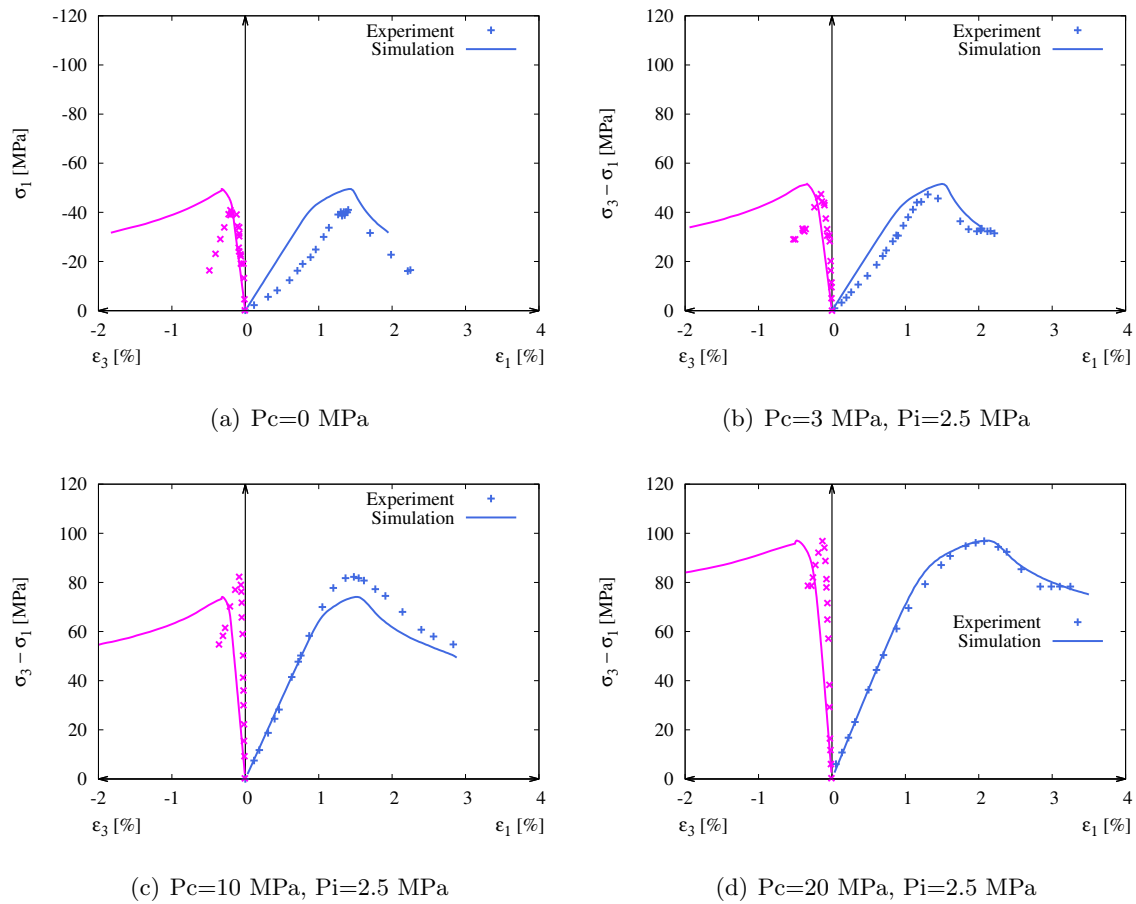 -120
-100
-80
-60
-40
-20
0
σ₁ [MPa]
Experiment
Simulation
-2 -1 0 1 2 3 4
ε₃ [%] ε₁ [%]
(a) Pc=0 MPa
120
100
80
60
40
20
0
σ₃ − σ₁ [MPa]
Experiment
Simulation
-2 -1 0 1 2 3 4
ε₃ [%] ε₁ [%]
(b) Pc=3 MPa, Pi=2.5 MPa
120
100
80
60
40
20
0
σ₃ − σ₁ [MPa]
Experiment
Simulation
-2 -1 0 1 2 3 4
ε₃ [%] ε₁ [%]
(c) Pc=10 MPa, Pi=2.5 MPa
120
100
80
60
40
20
0
σ₃ − σ₁ [MPa]
Experiment
Simulation
-2 -1 0 1 2 3 4
ε₃ [%] ε₁ [%]
(d) Pc=20 MPa, Pi=2.5 MPa